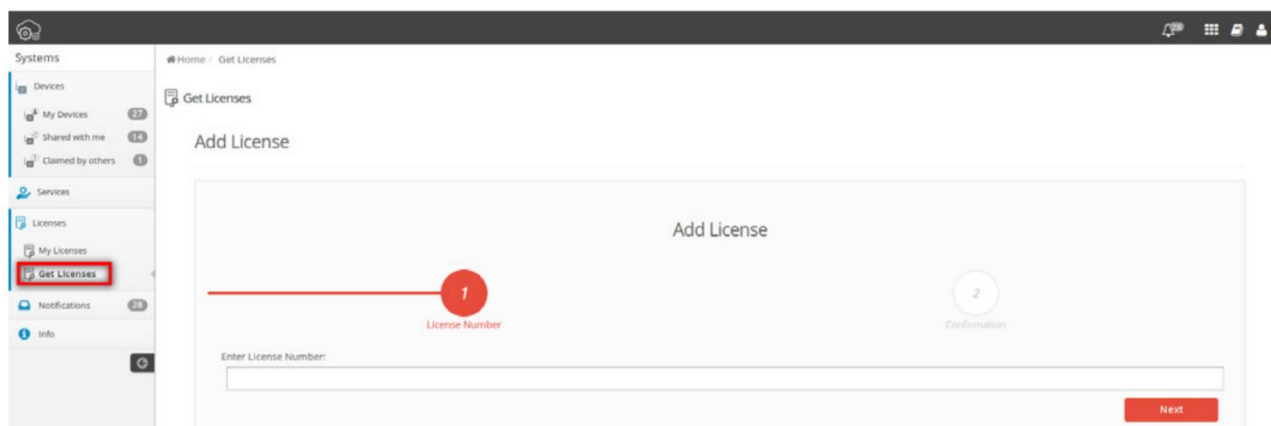 28
Systems
Home / Get Licenses
Devices
Get Licenses
My Devices 27
Shared with me 14
Add License
Claimed by others 1
Services
Licenses
Add License
My Licenses
Get Licenses
1
2
Notifications 28
License Number
Confirmation
Info
Enter License Number:
Next